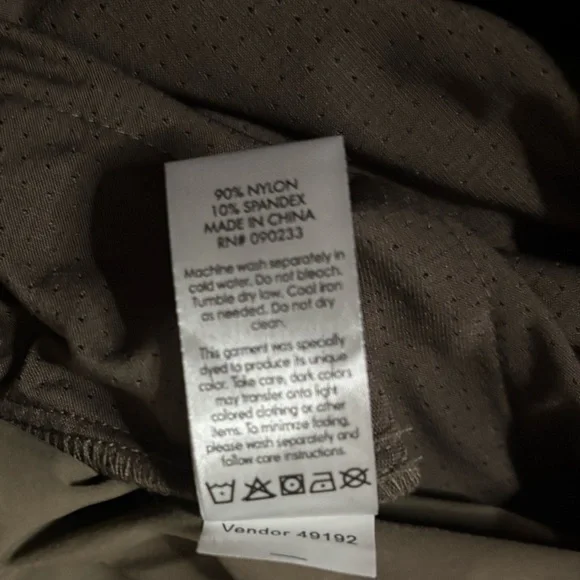 90% NYLON
10% SPANDEX
MADE IN CHINA
RN# 090233
Machine wash separately in
cold water. Do not bleach.
Tumble dry low. Cool iron
as needed. Do not dry
clean.
This garment was specially
dyed to produce its unique
color. Take care, dark colors
may transfer onto light
colored clothing or other
items. To minimize fading,
please wash separately and
follow care instructions.
Vendor 49192